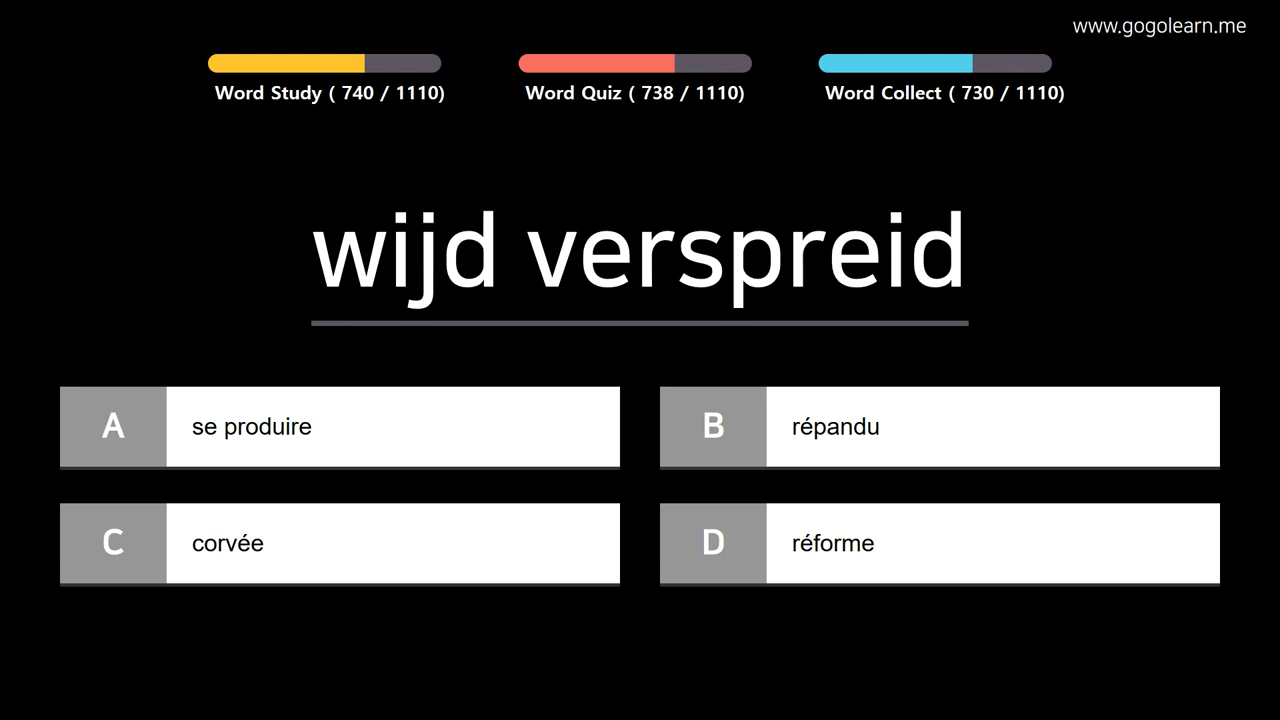 www.gogolearn.me
Word Study ( 740 / 1110)
Word Quiz ( 738 / 1110)
Word Collect ( 730 / 1110)
wijd verspreid
A se produire
B répandu
C corvée
D réforme